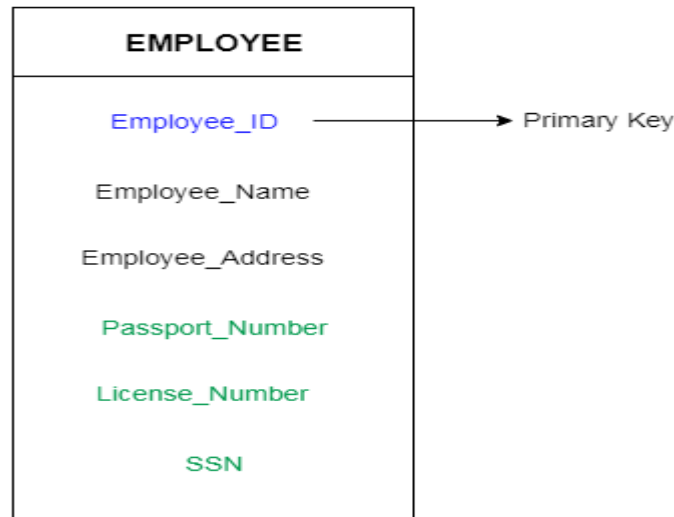 EMPLOYEE
Employee_ID
Primary Key
Employee_Name
Employee_Address
Passport_Number
License_Number
SSN